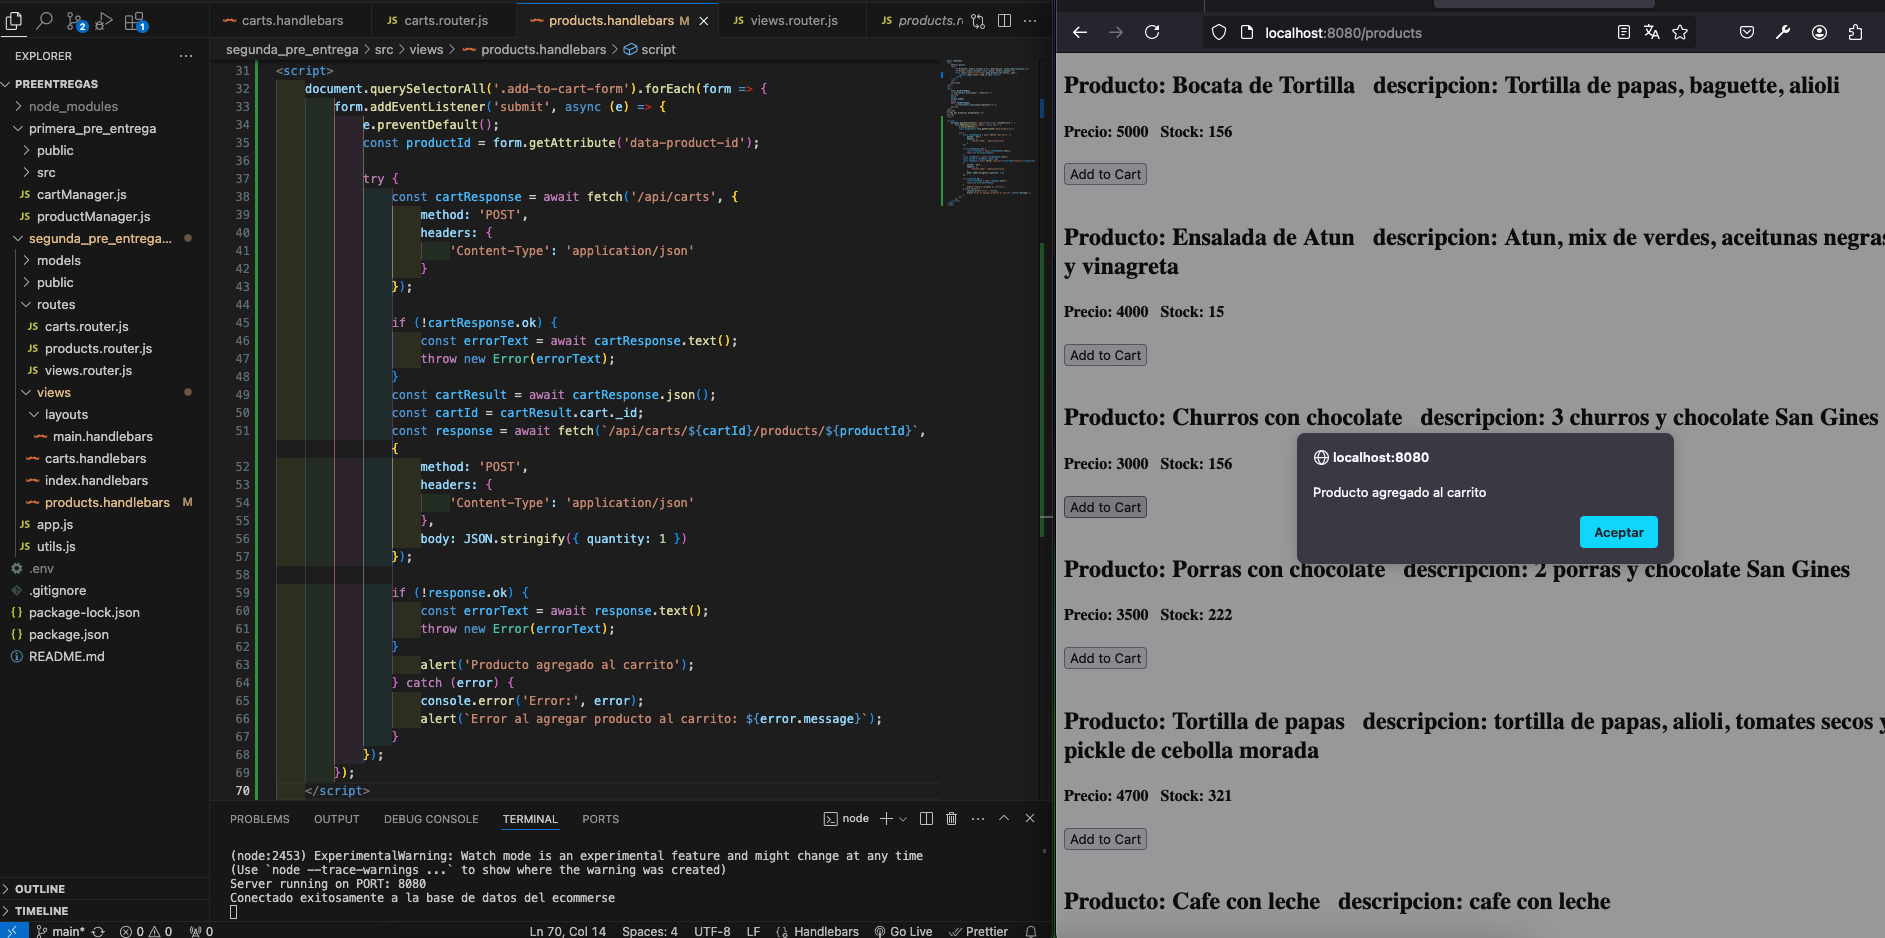 carts.handlebars
JS carts.router.js
products.handlebars M
JS views.router.js
JS products.r
EXPLORER
segunda_pre_entrega > src > views > products.handlebars > script
PREENTREGAS
node_modules
primera_pre_entrega
public
src
JS cartManager.js
JS productManager.js
segunda_pre_entrega...
models
public
routes
JS carts.router.js
JS products.router.js
JS views.router.js
views
layouts
main.handlebars
carts.handlebars
index.handlebars
products.handlebars M
JS app.js
JS utils.js
.env
.gitignore
{} package-lock.json
{} package.json
README.md
OUTLINE
TIMELINE
31 <script>
32 document.querySelectorAll('.add-to-cart-form').forEach(form => {
33 form.addEventListener('submit', async (e) => {
34 e.preventDefault();
35 const productId = form.getAttribute('data-product-id');
36
37 try {
38 const cartResponse = await fetch('/api/carts', {
39 method: 'POST',
40 headers: {
41 'Content-Type': 'application/json'
42 }
43 });
44
45 if (!cartResponse.ok) {
46 const errorText = await cartResponse.text();
47 throw new Error(errorText);
48 }
49 const cartResult = await cartResponse.json();
50 const cartId = cartResult.cart._id;
51 const response = await fetch(`/api/carts/${cartId}/products/${productId}`,
{
52 method: 'POST',
53 headers: {
54 'Content-Type': 'application/json'
55 },
56 body: JSON.stringify({ quantity: 1 })
57 });
58
59 if (!response.ok) {
60 const errorText = await response.text();
61 throw new Error(errorText);
62 }
63 alert('Producto agregado al carrito');
64 } catch (error) {
65 console.error('Error:', error);
66 alert(`Error al agregar producto al carrito: ${error.message}`);
67 }
68 });
69 });
70 </script>
PROBLEMS OUTPUT DEBUG CONSOLE TERMINAL PORTS
node
(node:2453) ExperimentalWarning: Watch mode is an experimental feature and might change at any time
(Use `node --trace-warnings ...` to show where the warning was created)
Server running on PORT: 8080
Conectado exitosamente a la base de datos del ecommerse
main* 0 0 0
Ln 70, Col 14 Spaces: 4 UTF-8 LF {} Handlebars Go Live Prettier
localhost:8080/products
Producto: Bocata de Tortilla descripcion: Tortilla de papas, baguette, alioli
Precio: 5000 Stock: 156
Add to Cart
Producto: Ensalada de Atun descripcion: Atun, mix de verdes, aceitunas negras
y vinagreta
Precio: 4000 Stock: 15
Add to Cart
Producto: Churros con chocolate descripcion: 3 churros y chocolate San Gines
Precio: 3000 Stock: 156
Add to Cart
localhost:8080
Producto agregado al carrito
Aceptar
Producto: Porras con chocolate descripcion: 2 porras y chocolate San Gines
Precio: 3500 Stock: 222
Add to Cart
Producto: Tortilla de papas descripcion: tortilla de papas, alioli, tomates secos y
pickle de cebolla morada
Precio: 4700 Stock: 321
Add to Cart
Producto: Cafe con leche descripcion: cafe con leche